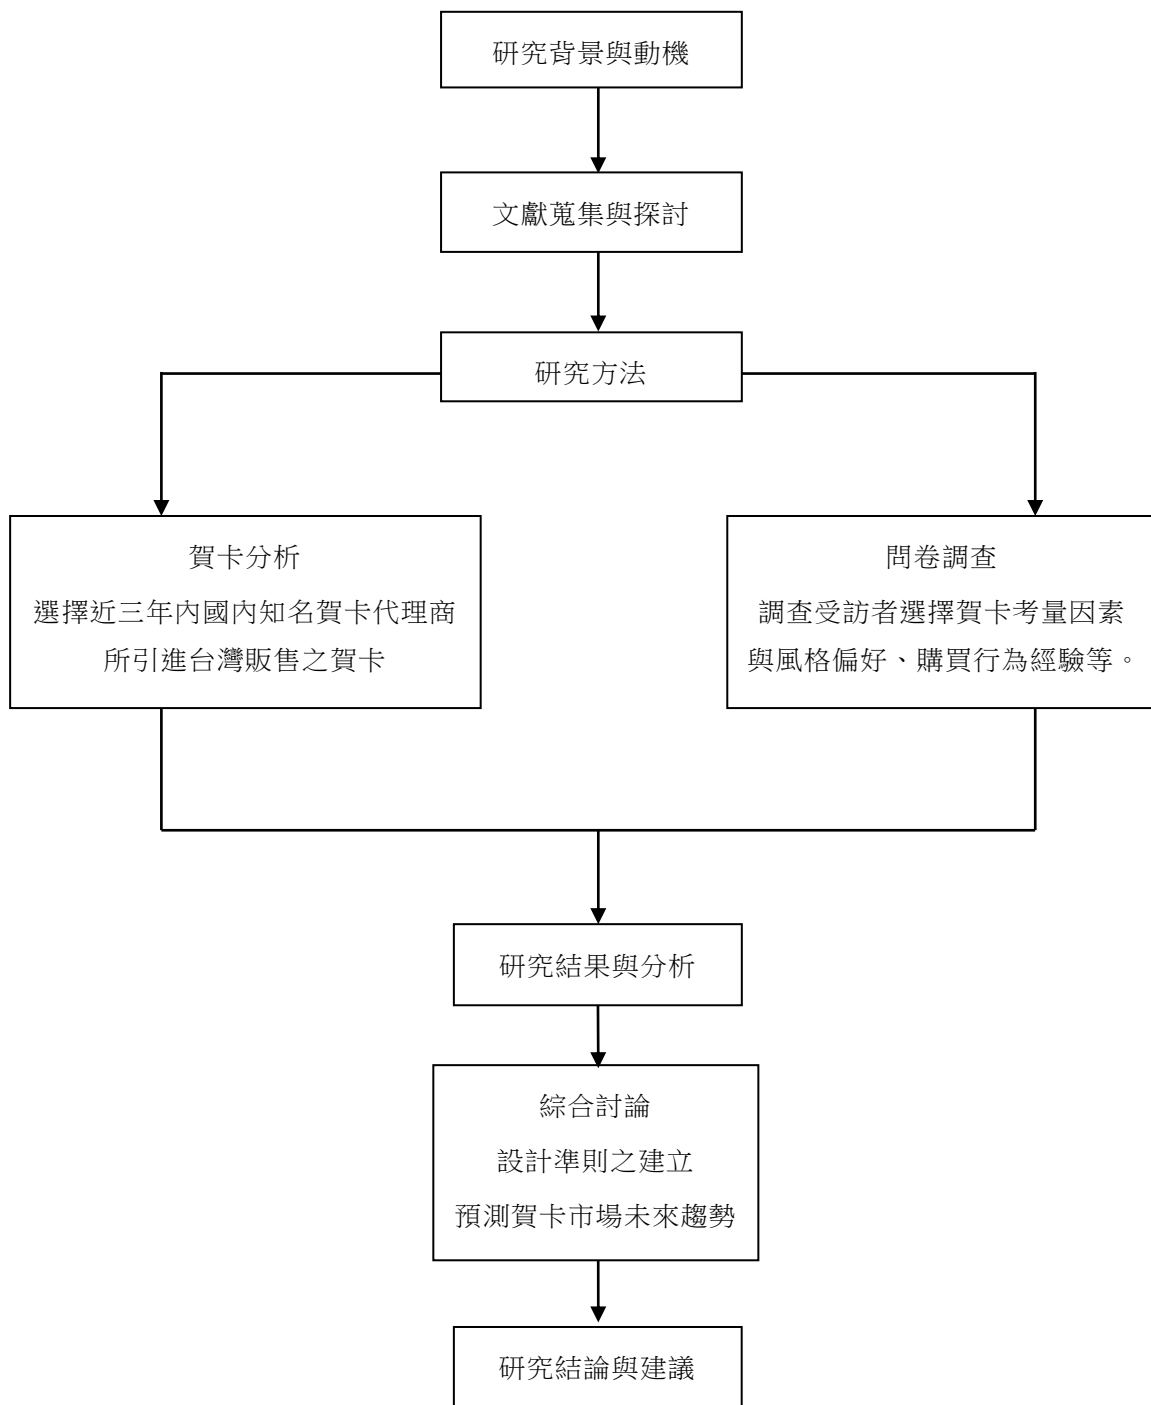 研究背景與動機
文獻蒐集與探討
研究方法
賀卡分析
選擇近三年內國內知名賀卡代理商
所引進台灣販售之賀卡
問卷調查
調查受訪者選擇賀卡考量因素
與風格偏好、購買行為經驗等。
研究結果與分析
綜合討論
設計準則之建立
預測賀卡市場未來趨勢
研究結論與建議